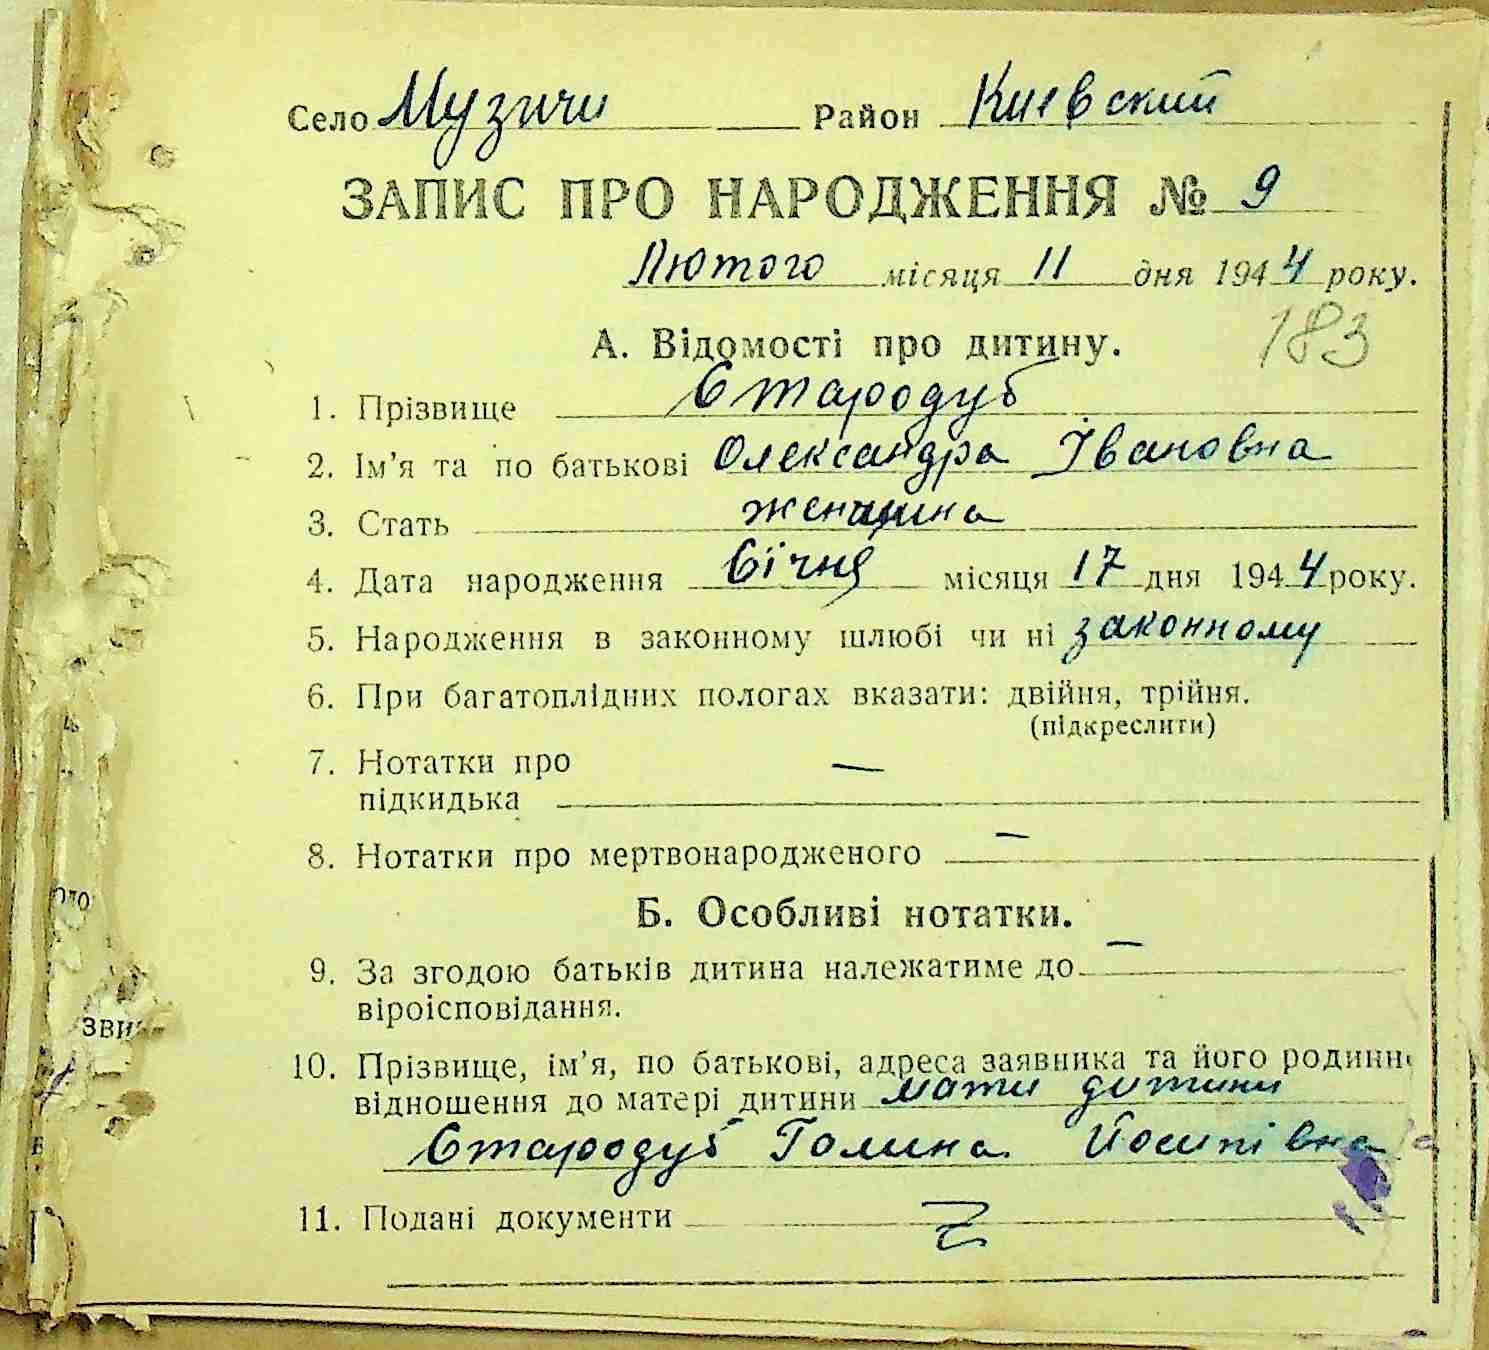 Село Музичи Район Киевский
ЗАПИС ПРО НАРОДЖЕННЯ № 9
Лютого місяця 11 дня 1944 року.
А. Відомості про дитину.
183
1. Прізвище Стародуб
2. Ім’я та по батькові Олександра Івановна
3. Стать женщина
4. Дата народження Січня місяця 17 дня 1944 року.
5. Народження в законному шлюбі чи ні законному
6. При багатоплідних пологах вказати: двійня, трійня.
(підкреслити)
7. Нотатки про —
підкидька
8. Нотатки про мертвонародженого —
Б. Особливі нотатки.
9. За згодою батьків дитина належатиме до —
віроісповідання.
10. Прізвище, ім’я, по батькові, адреса заявника та його родинн
відношення до матері дитини мати дитини
Стародуб Голина Йосипівна
11. Подані документи